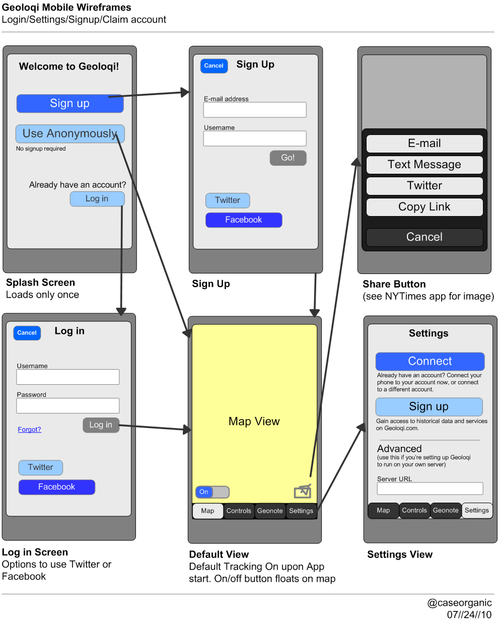 Geoloqi Mobile Wireframes
Login/Settings/Signup/Claim account
Welcome to Geoloqi!
Sign up
Use Anonymously
No signup required
Already have an account?
Log in
Splash Screen
Loads only once
Cancel
Sign Up
E-mail address
Username
Go!
Twitter
Facebook
Sign Up
E-mail
Text Message
Twitter
Copy Link
Cancel
Share Button
(see NYTimes app for image)
Cancel
Log in
Username
Password
Forgot?
Log in
Twitter
Facebook
Log in Screen
Options to use Twitter or
Facebook
Map View
On
Map
Controls
Geonote
Settings
Default View
Default Tracking On upon App
start. On/off button floats on map
Settings
Connect
Already have an account? Connect your
phone to your account now, or connect
to a different account.
Sign up
Gain access to historical data and services
on Geoloqi.com.
Advanced
(use this if you're setting up Geoloqi
to run on your own server)
Server URL
Map
Controls
Geonote
Settings
Settings View
@caseorganic
07//24//10